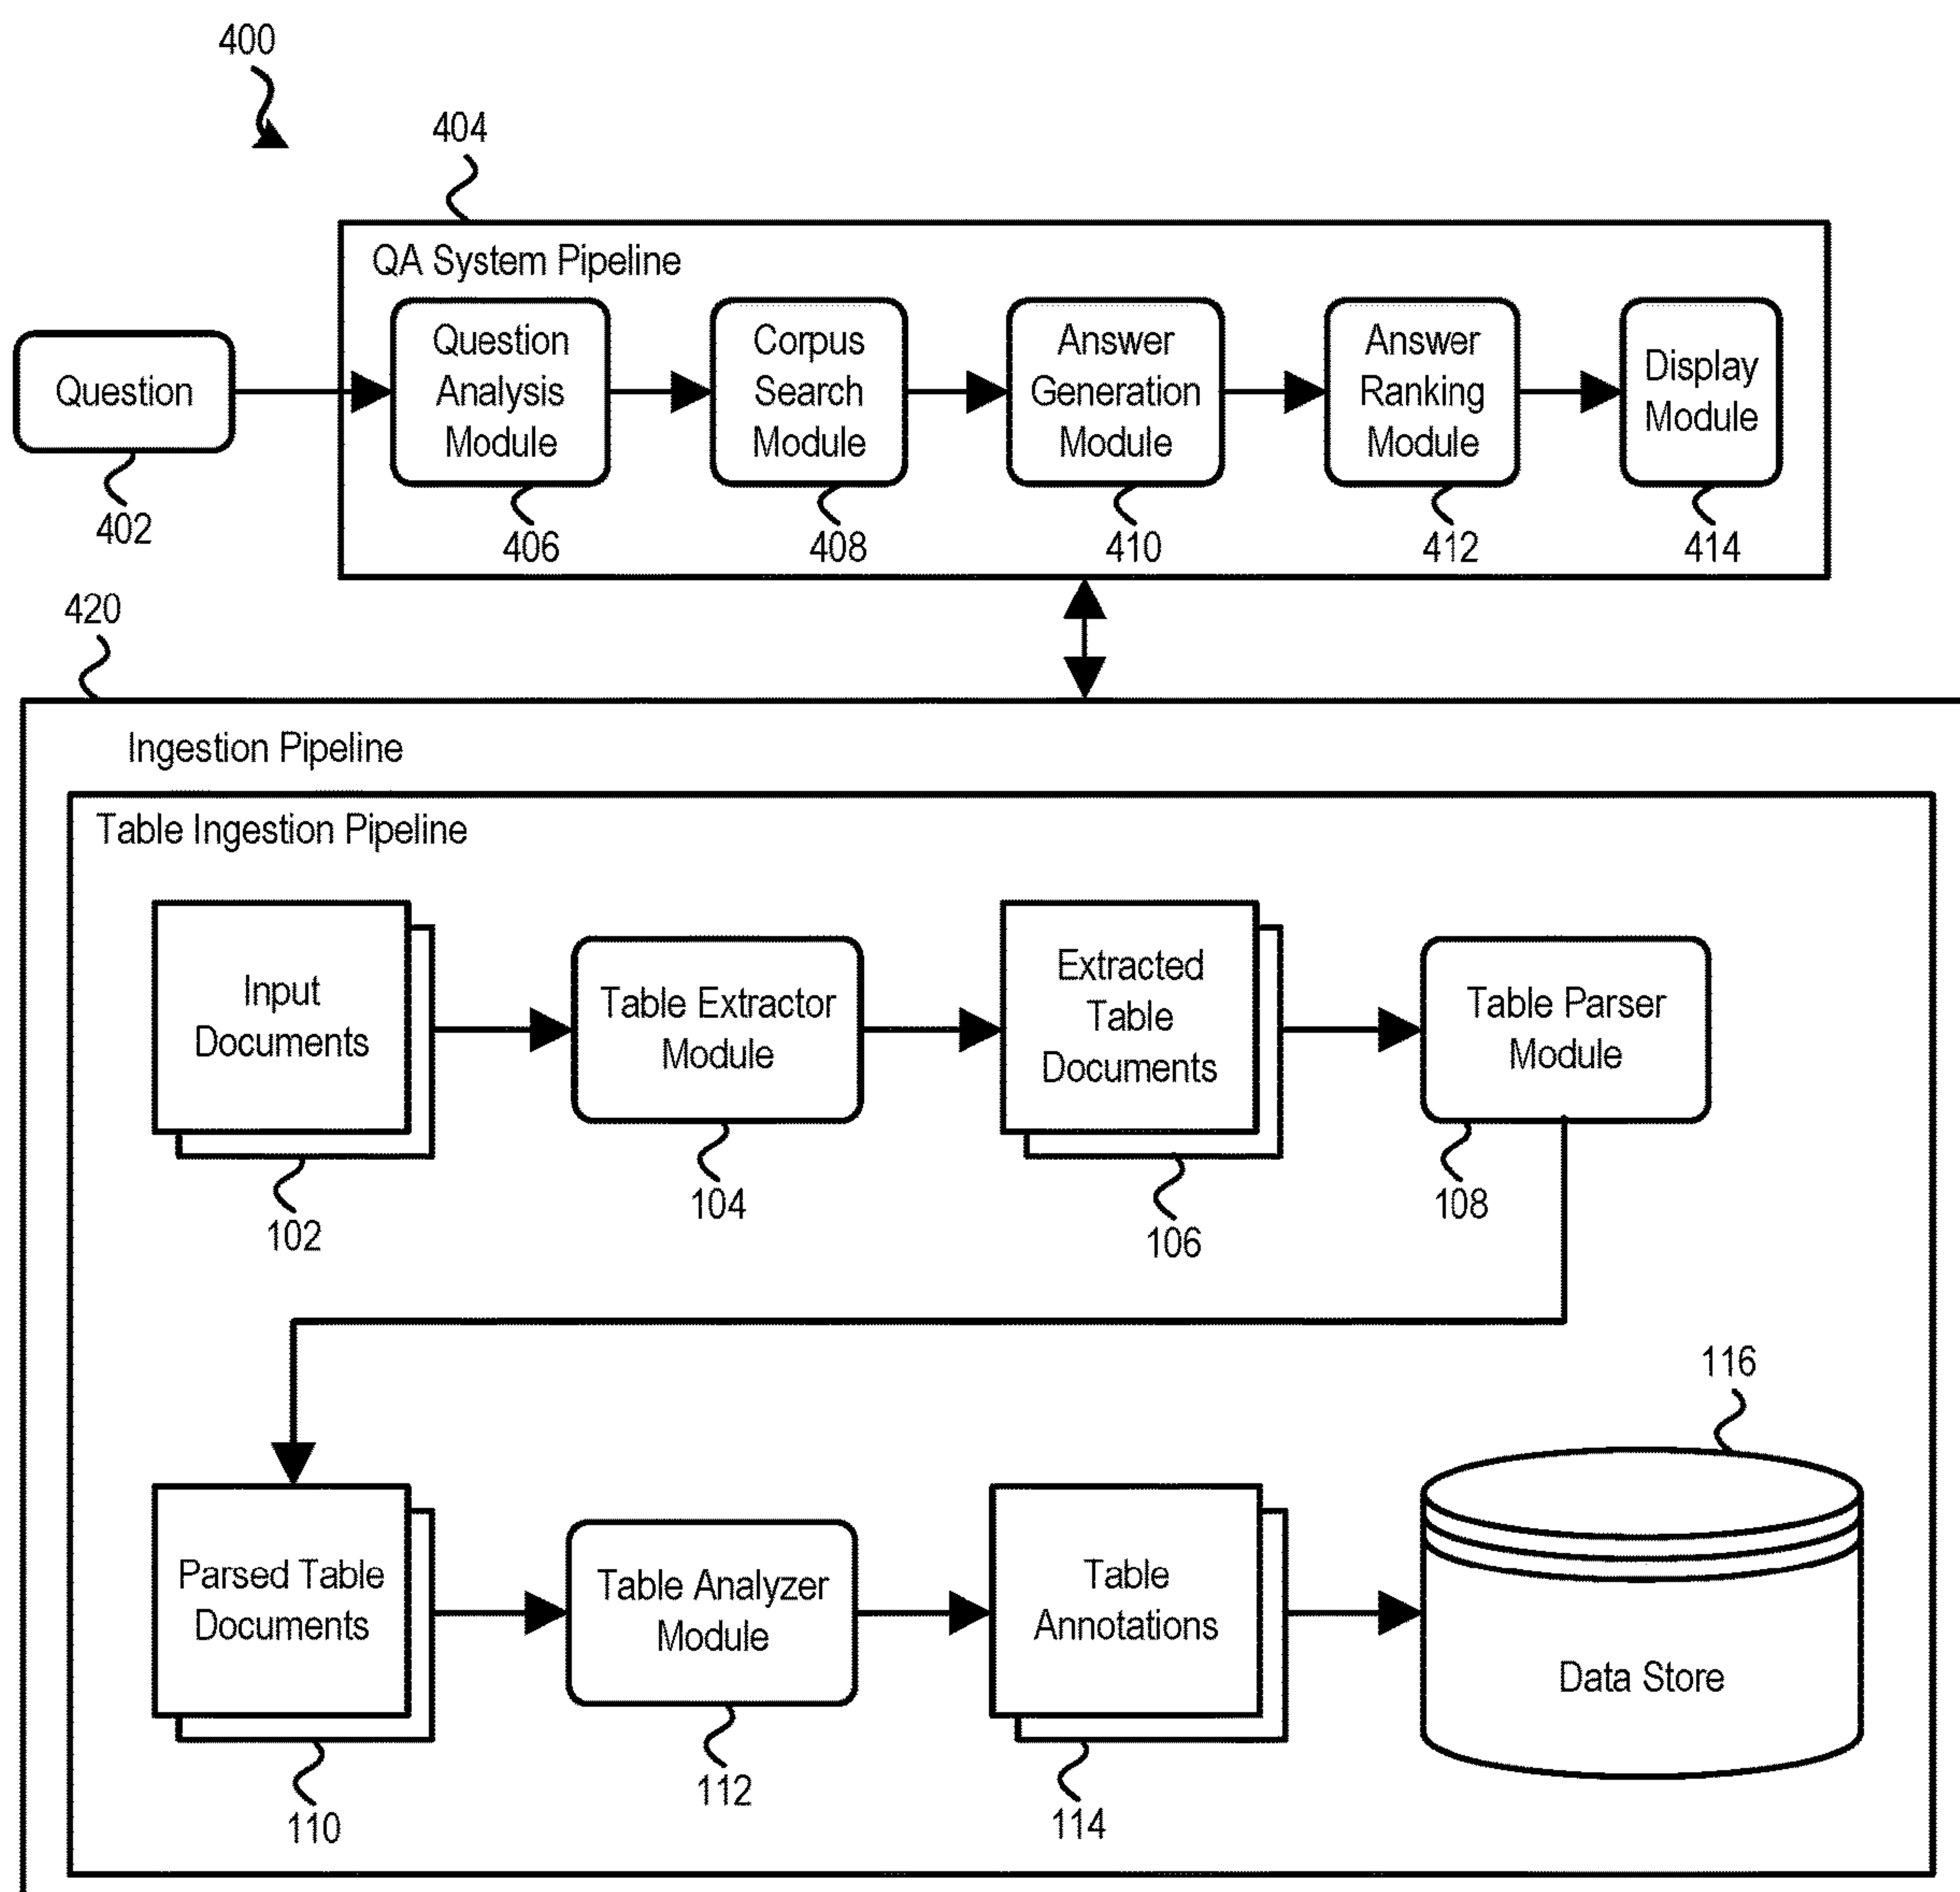 400
404
QA System Pipeline
Question
402
Question
Analysis
Module
406
Corpus
Search
Module
408
Answer
Generation
Module
410
Answer
Ranking
Module
412
Display
Module
414
420
Ingestion Pipeline
Table Ingestion Pipeline
Input
Documents
102
Table Extractor
Module
104
Extracted
Table
Documents
106
Table Parser
Module
108
Parsed Table
Documents
110
Table Analyzer
Module
112
Table
Annotations
114
116
Data Store